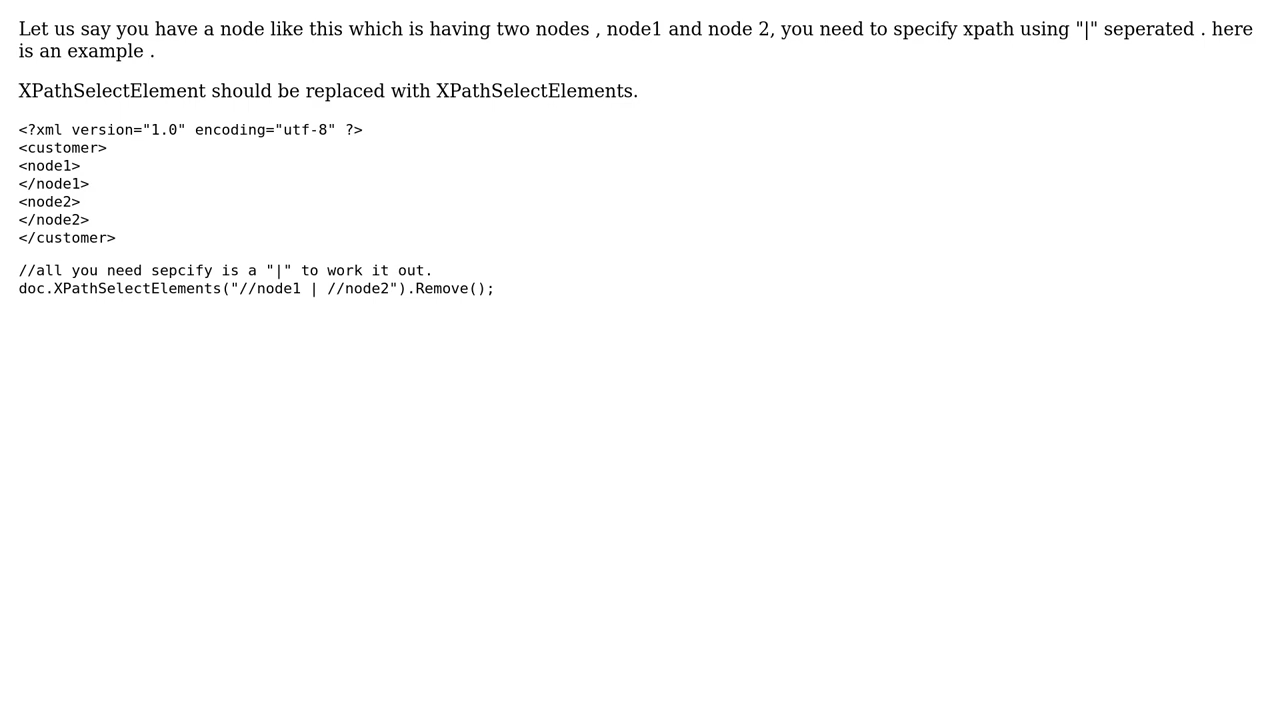 Let us say you have a node like this which is having two nodes , node1 and node 2, you need to specify xpath using "|" seperated . here
is an example .
XPathSelectElement should be replaced with XPathSelectElements.
<?xml version="1.0" encoding="utf-8" ?>
<customer>
<node1>
</node1>
<node2>
</node2>
</customer>
//all you need sepcify is a "|" to work it out.
doc.XPathSelectElements("//node1 | //node2").Remove();